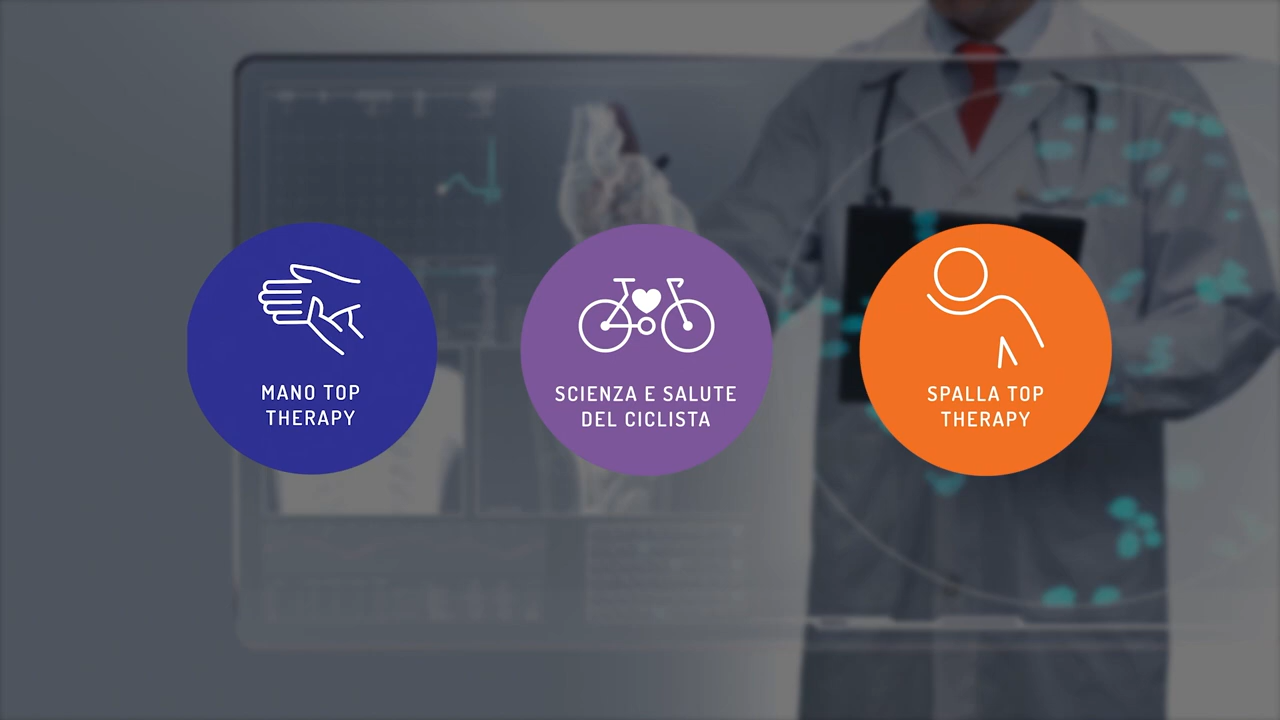 MANO TOP
THERAPY
SCIENZA E SALUTE
DEL CICLISTA
SPALLA TOP
THERAPY